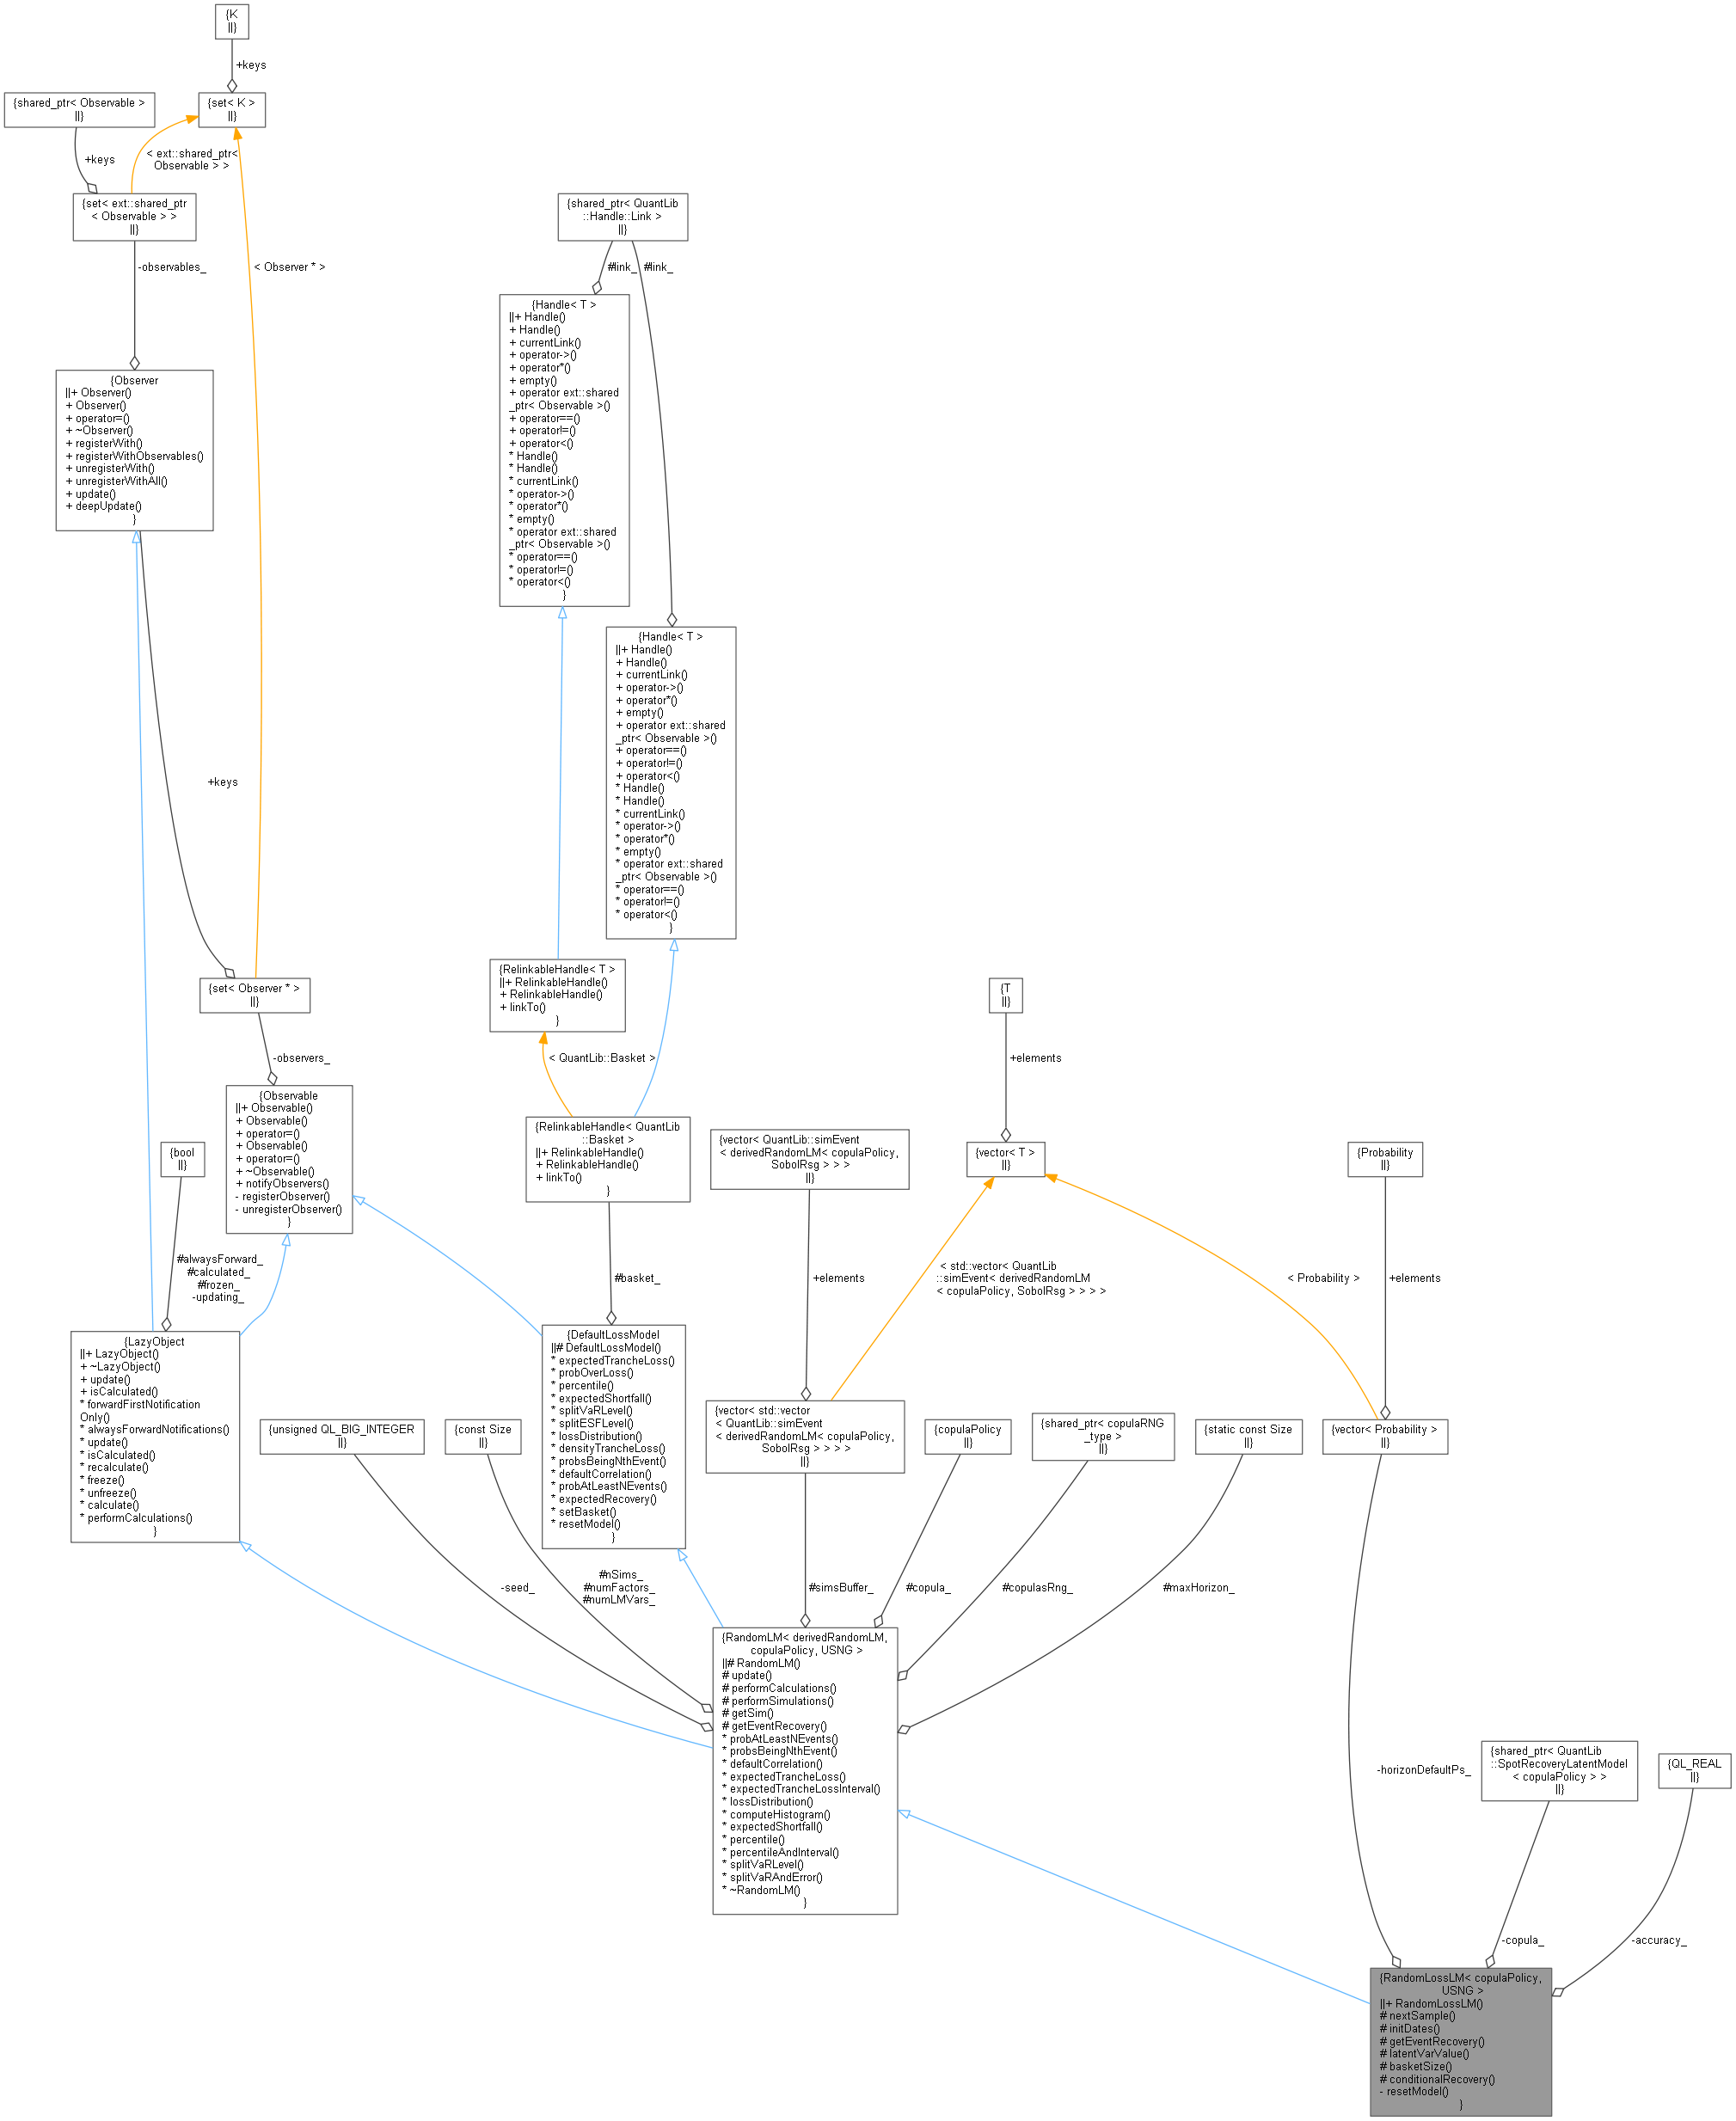 {K
||}
+keys
{shared_ptr< Observable >
||}
{set< K >
||}
+keys
< ext::shared_ptr<
Observable > >
{set< ext::shared_ptr
< Observable > >
||}
{shared_ptr< QuantLib
::Handle::Link >
||}
-observables_
< Observer * >
#link_
#link_
{Handle< T >
||+ Handle()
+ Handle()
+ currentLink()
+ operator->()
+ operator*()
+ empty()
+ operator ext::shared
_ptr< Observable >()
+ operator==()
+ operator!=()
+ operator<()
* Handle()
* Handle()
* currentLink()
* operator->()
* operator*()
* empty()
* operator ext::shared
_ptr< Observable >()
* operator==()
* operator!=()
* operator<()
}
{Observer
||+ Observer()
+ Observer()
+ operator=()
+ ~Observer()
+ registerWith()
+ registerWithObservables()
+ unregisterWith()
+ unregisterWithAll()
+ update()
+ deepUpdate()
}
{Handle< T >
||+ Handle()
+ Handle()
+ currentLink()
+ operator->()
+ operator*()
+ empty()
+ operator ext::shared
_ptr< Observable >()
+ operator==()
+ operator!=()
+ operator<()
* Handle()
* Handle()
* currentLink()
* operator->()
* operator*()
* empty()
* operator ext::shared
_ptr< Observable >()
* operator==()
* operator!=()
* operator<()
}
+keys
{set< Observer * >
||}
{RelinkableHandle< T >
||+ RelinkableHandle()
+ RelinkableHandle()
+ linkTo()
}
{T
||}
-observers_
< QuantLib::Basket >
+elements
{Observable
||+ Observable()
+ Observable()
+ operator=()
+ Observable()
+ operator=()
+ ~Observable()
+ notifyObservers()
- registerObserver()
- unregisterObserver()
}
{bool
||}
{RelinkableHandle< QuantLib
::Basket >
||+ RelinkableHandle()
+ RelinkableHandle()
+ linkTo()
}
{vector< QuantLib::simEvent
< derivedRandomLM< copulaPolicy,
SobolRsg > > >
||}
{vector< T >
||}
{Probability
||}
#alwaysForward_
#calculated_
#frozen_
-updating_
#basket_
+elements
< std::vector< QuantLib
::simEvent< derivedRandomLM
< copulaPolicy, SobolRsg > > > >
< Probability >
+elements
{LazyObject
||+ LazyObject()
+ ~LazyObject()
+ update()
+ isCalculated()
* forwardFirstNotification
Only()
* alwaysForwardNotifications()
* update()
* isCalculated()
* recalculate()
* freeze()
* unfreeze()
* calculate()
* performCalculations()
}
{unsigned QL_BIG_INTEGER
||}
{const Size
||}
{DefaultLossModel
||# DefaultLossModel()
* expectedTrancheLoss()
* probOverLoss()
* percentile()
* expectedShortfall()
* splitVaRLevel()
* splitESFLevel()
* lossDistribution()
* densityTrancheLoss()
* probsBeingNthEvent()
* defaultCorrelation()
* probAtLeastNEvents()
* expectedRecovery()
* setBasket()
* resetModel()
}
{vector< std::vector
< QuantLib::simEvent
< derivedRandomLM< copulaPolicy,
SobolRsg > > > >
||}
{copulaPolicy
||}
{shared_ptr< copulaRNG
_type >
||}
{static const Size
||}
{vector< Probability >
||}
-seed_
#nSims_
#numFactors_
#numLMVars_
#simsBuffer_
#copula_
#copulasRng_
#maxHorizon_
{RandomLM< derivedRandomLM,
copulaPolicy, USNG >
||# RandomLM()
# update()
# performCalculations()
# performSimulations()
# getSim()
# getEventRecovery()
* probAtLeastNEvents()
* probsBeingNthEvent()
* defaultCorrelation()
* expectedTrancheLoss()
* expectedTrancheLossInterval()
* lossDistribution()
* computeHistogram()
* expectedShortfall()
* percentile()
* percentileAndInterval()
* splitVaRLevel()
* splitVaRAndError()
* ~RandomLM()
}
-horizonDefaultPs_
{shared_ptr< QuantLib
::SpotRecoveryLatentModel
< copulaPolicy > >
||}
{QL_REAL
||}
-copula_
-accuracy_
{RandomLossLM< copulaPolicy,
USNG >
||+ RandomLossLM()
# nextSample()
# initDates()
# getEventRecovery()
# latentVarValue()
# basketSize()
# conditionalRecovery()
- resetModel()
}